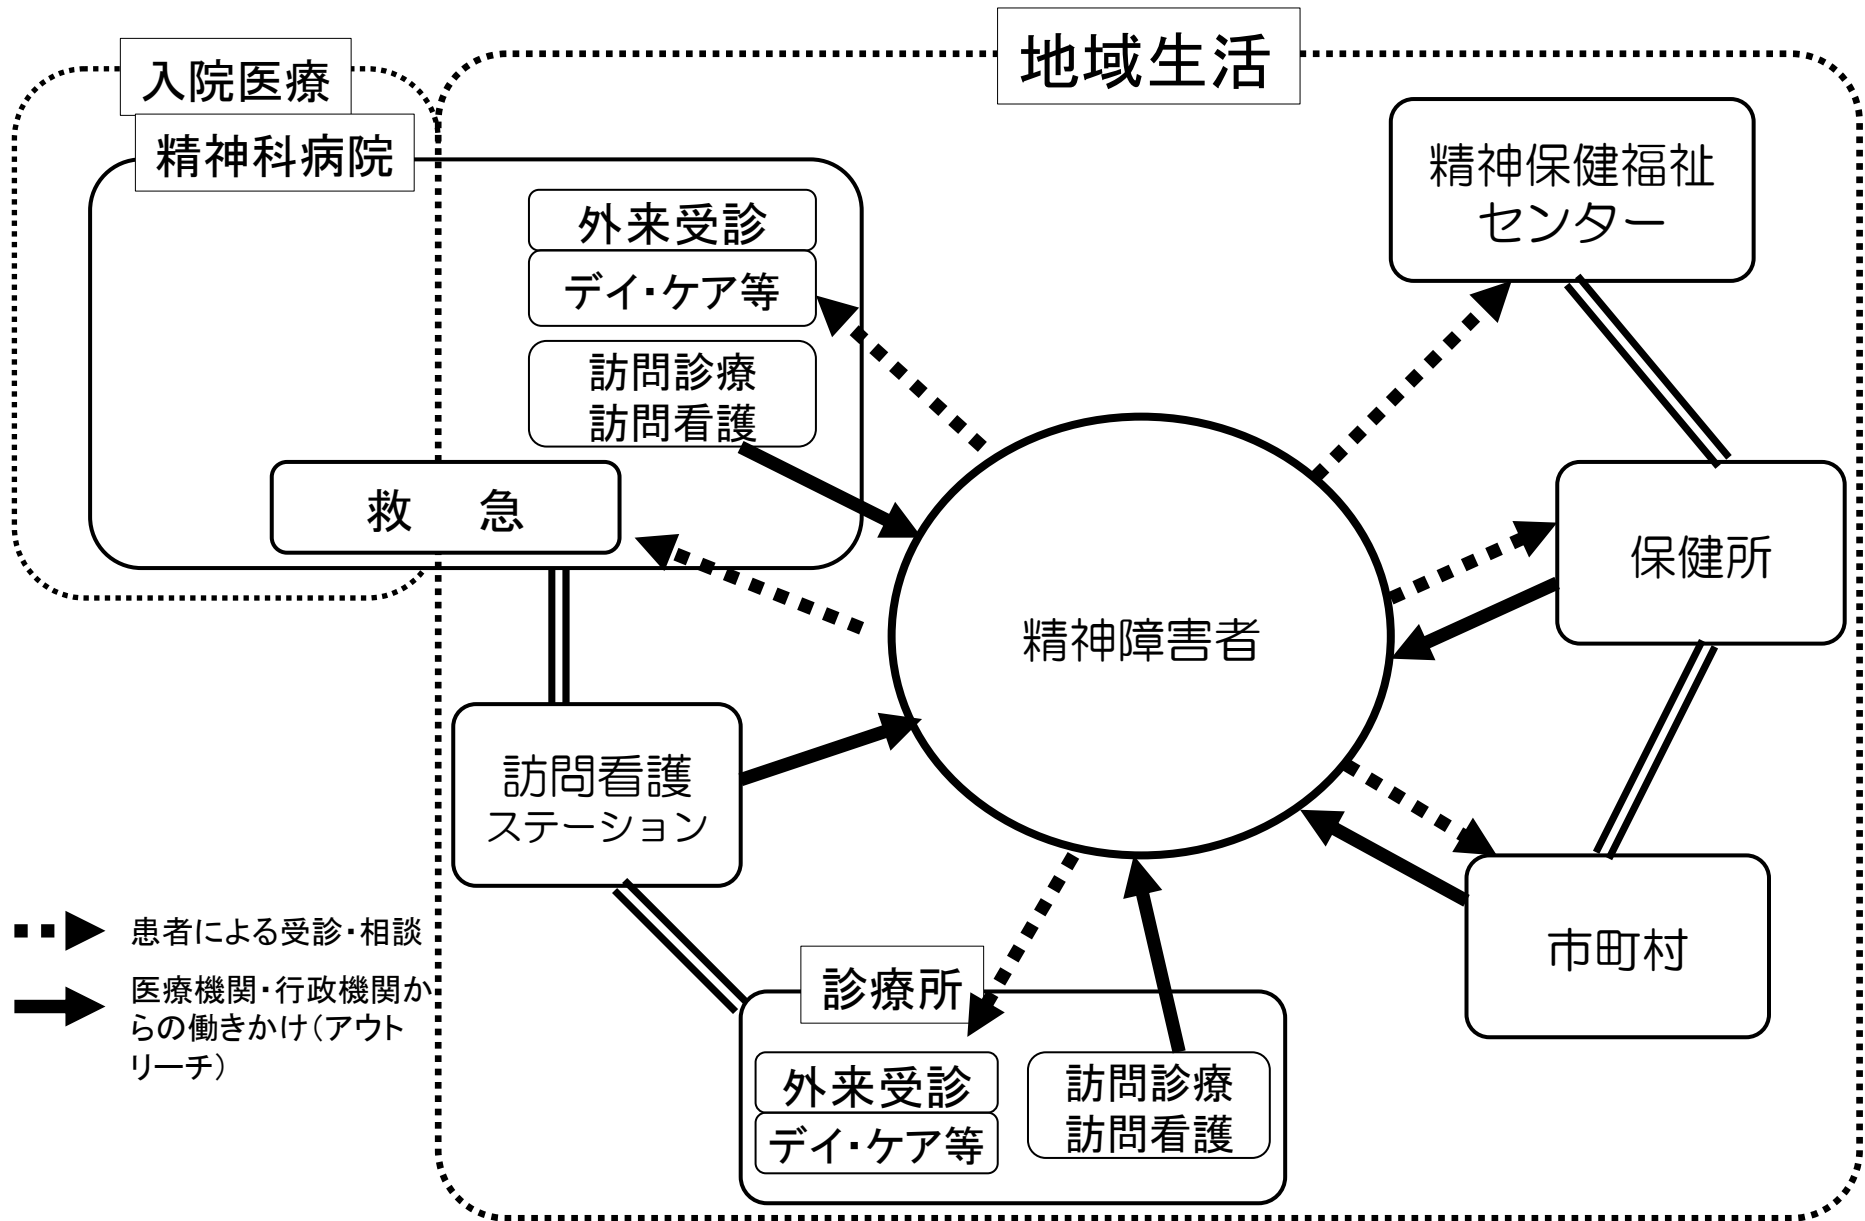 地域生活
入院医療
精神科病院
外来受診
デイ・ケア等
訪問診療
訪問看護
救　急
精神保健福祉
センター
保健所
精神障害者
訪問看護
ステーション
市町村
診療所
外来受診
デイ・ケア等
訪問診療
訪問看護
患者による受診・相談
医療機関・行政機関か
らの働きかけ（アウト
リーチ）